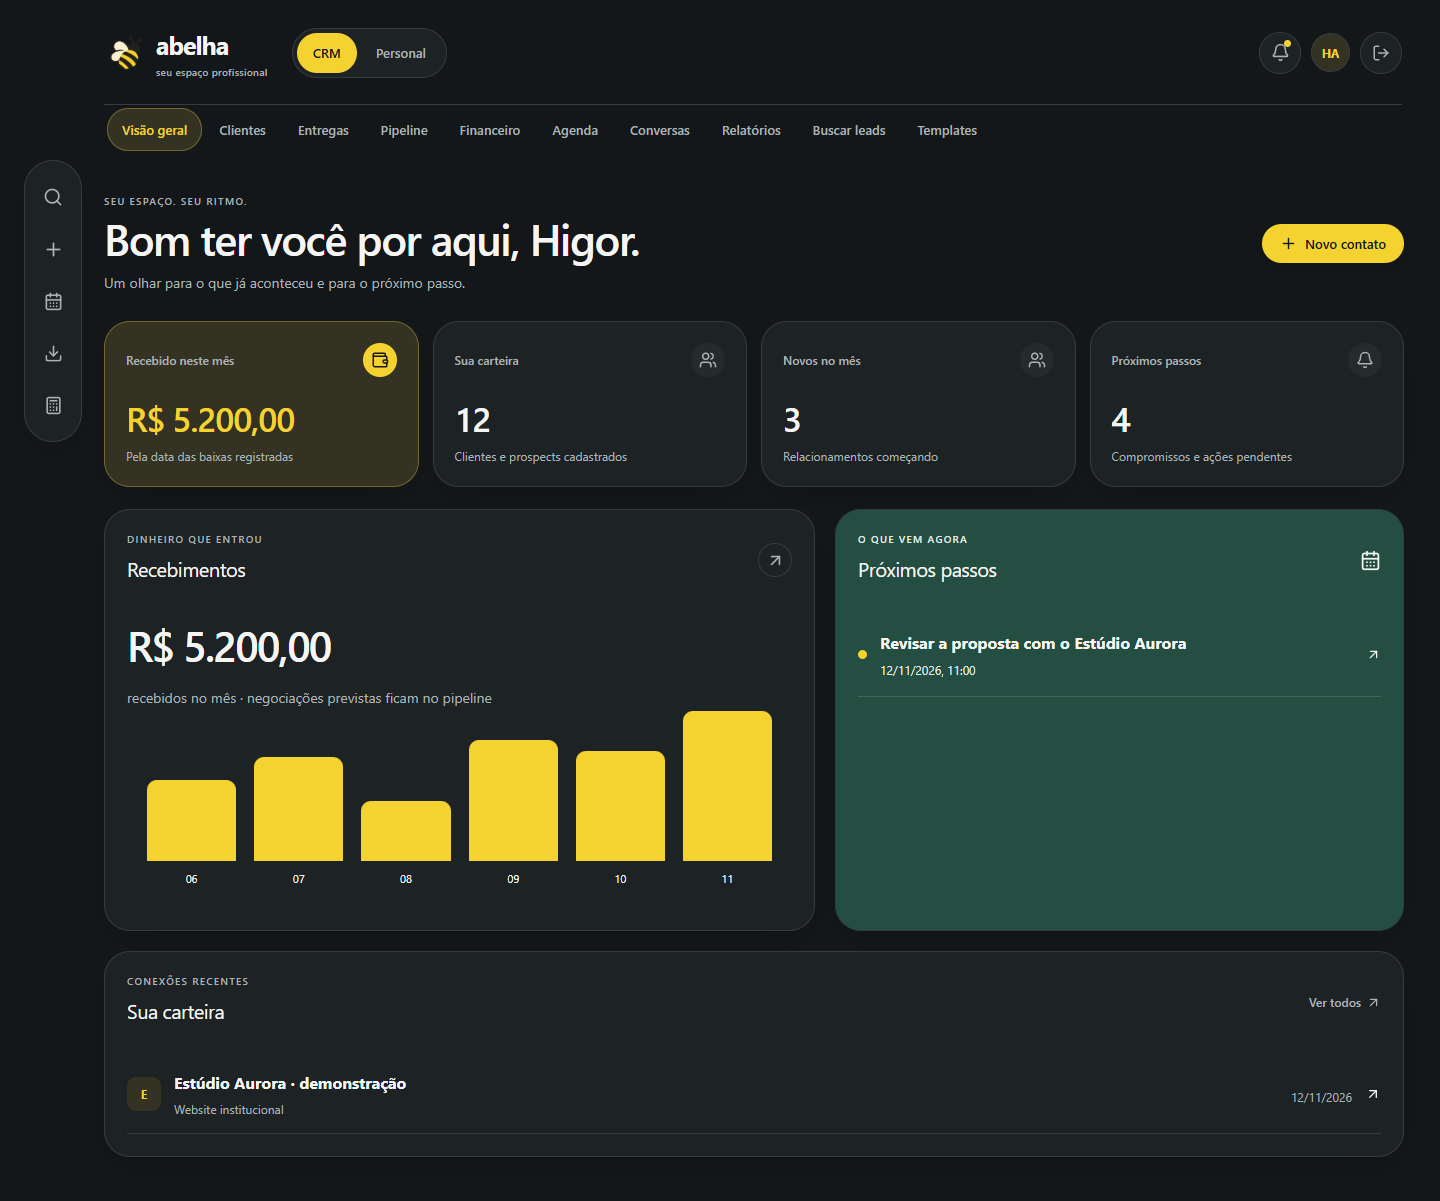 abelha
seu espaço profissional
CRM
Personal
HA
Visão geral
Clientes
Entregas
Pipeline
Financeiro
Agenda
Conversas
Relatórios
Buscar leads
Templates
SEU ESPAÇO. SEU RITMO.
Bom ter você por aqui, Higor.
Um olhar para o que já aconteceu e para o próximo passo.
Novo contato
Recebido neste mês
R$ 5.200,00
Pela data das baixas registradas
Sua carteira
12
Clientes e prospects cadastrados
Novos no mês
3
Relacionamentos começando
Próximos passos
4
Compromissos e ações pendentes
DINHEIRO QUE ENTROU
Recebimentos
R$ 5.200,00
recebidos no mês · negociações previstas ficam no pipeline
06
07
08
09
10
11
O QUE VEM AGORA
Próximos passos
Revisar a proposta com o Estúdio Aurora
12/11/2026, 11:00
CONEXÕES RECENTES
Sua carteira
Ver todos
E
Estúdio Aurora · demonstração
Website institucional
12/11/2026